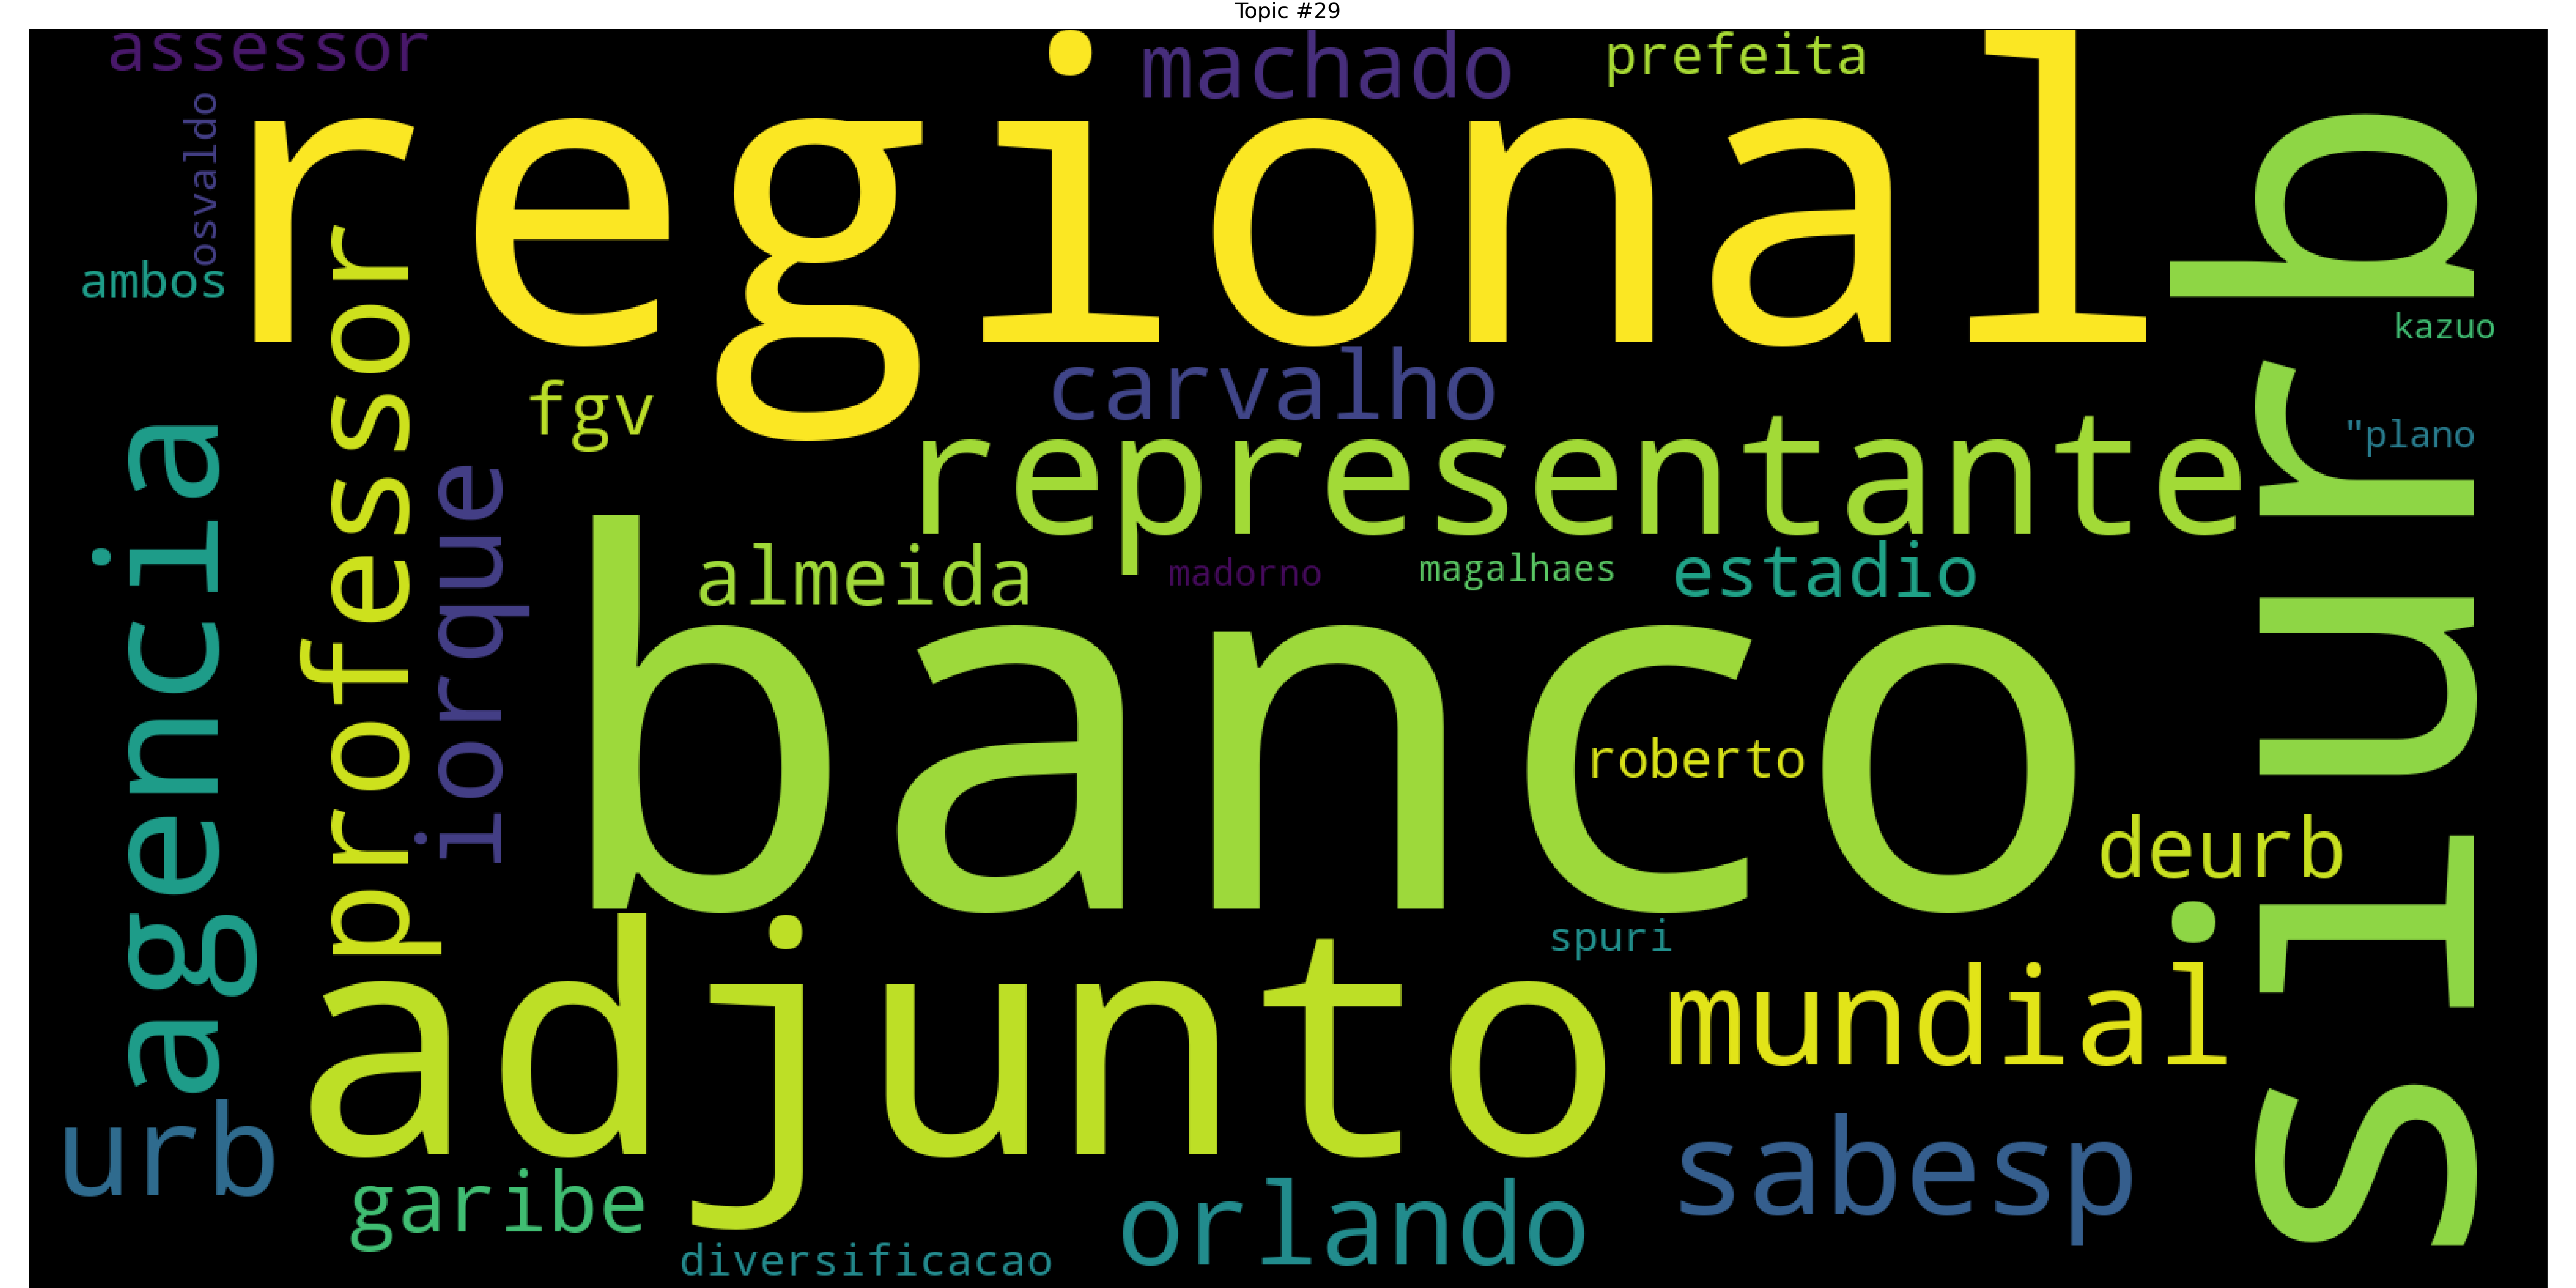 Topic #29
assessor
machado
prefeita
osvaldo
regional
siurb
ambos
professor
kazuo
carvalho
fgv
agencia
representante
"plano
iorque
almeida
madorno
magalhaes
estadio
banco
roberto
deurb
spuri
adjunto
mundial
urb
sabesp
garibe
orlando
diversificacao